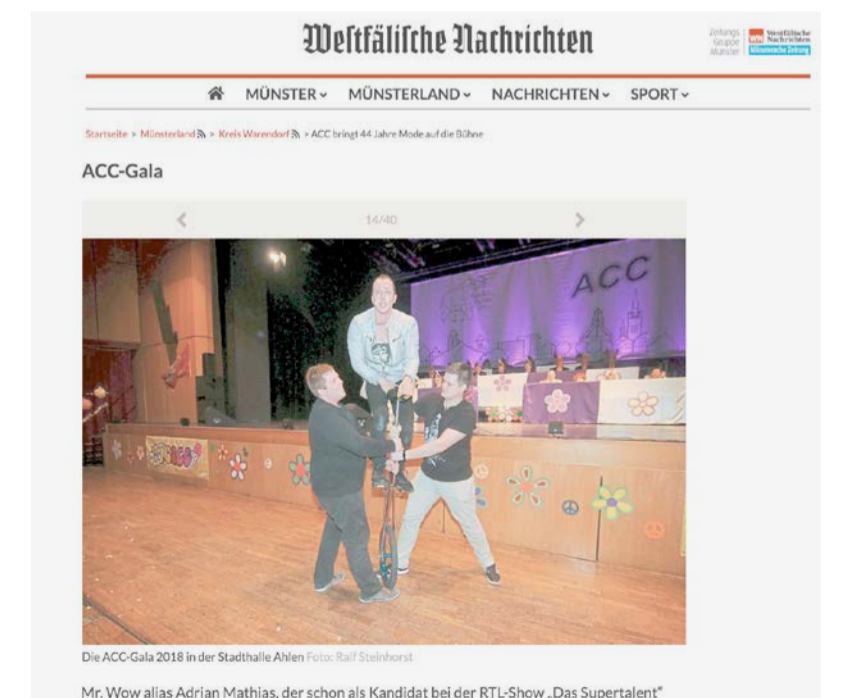 Westfälische Nachrichten
Zeitungs
Gruppe
Münster
Westfälische
Nachrichten
Münstersche Zeitung
MÜNSTER MÜNSTERLAND NACHRICHTEN SPORT
Startseite > Münsterland > Kreis Warendorf > ACC bringt 44 Jahre Mode auf die Bühne
ACC-Gala
14/40
ACC
Die ACC-Gala 2018 in der Stadthalle Ahlen Foto: Ralf Steinhorst
Mr. Wow alias Adrian Mathias, der schon als Kandidat bei der RTL-Show „Das Supertalent“